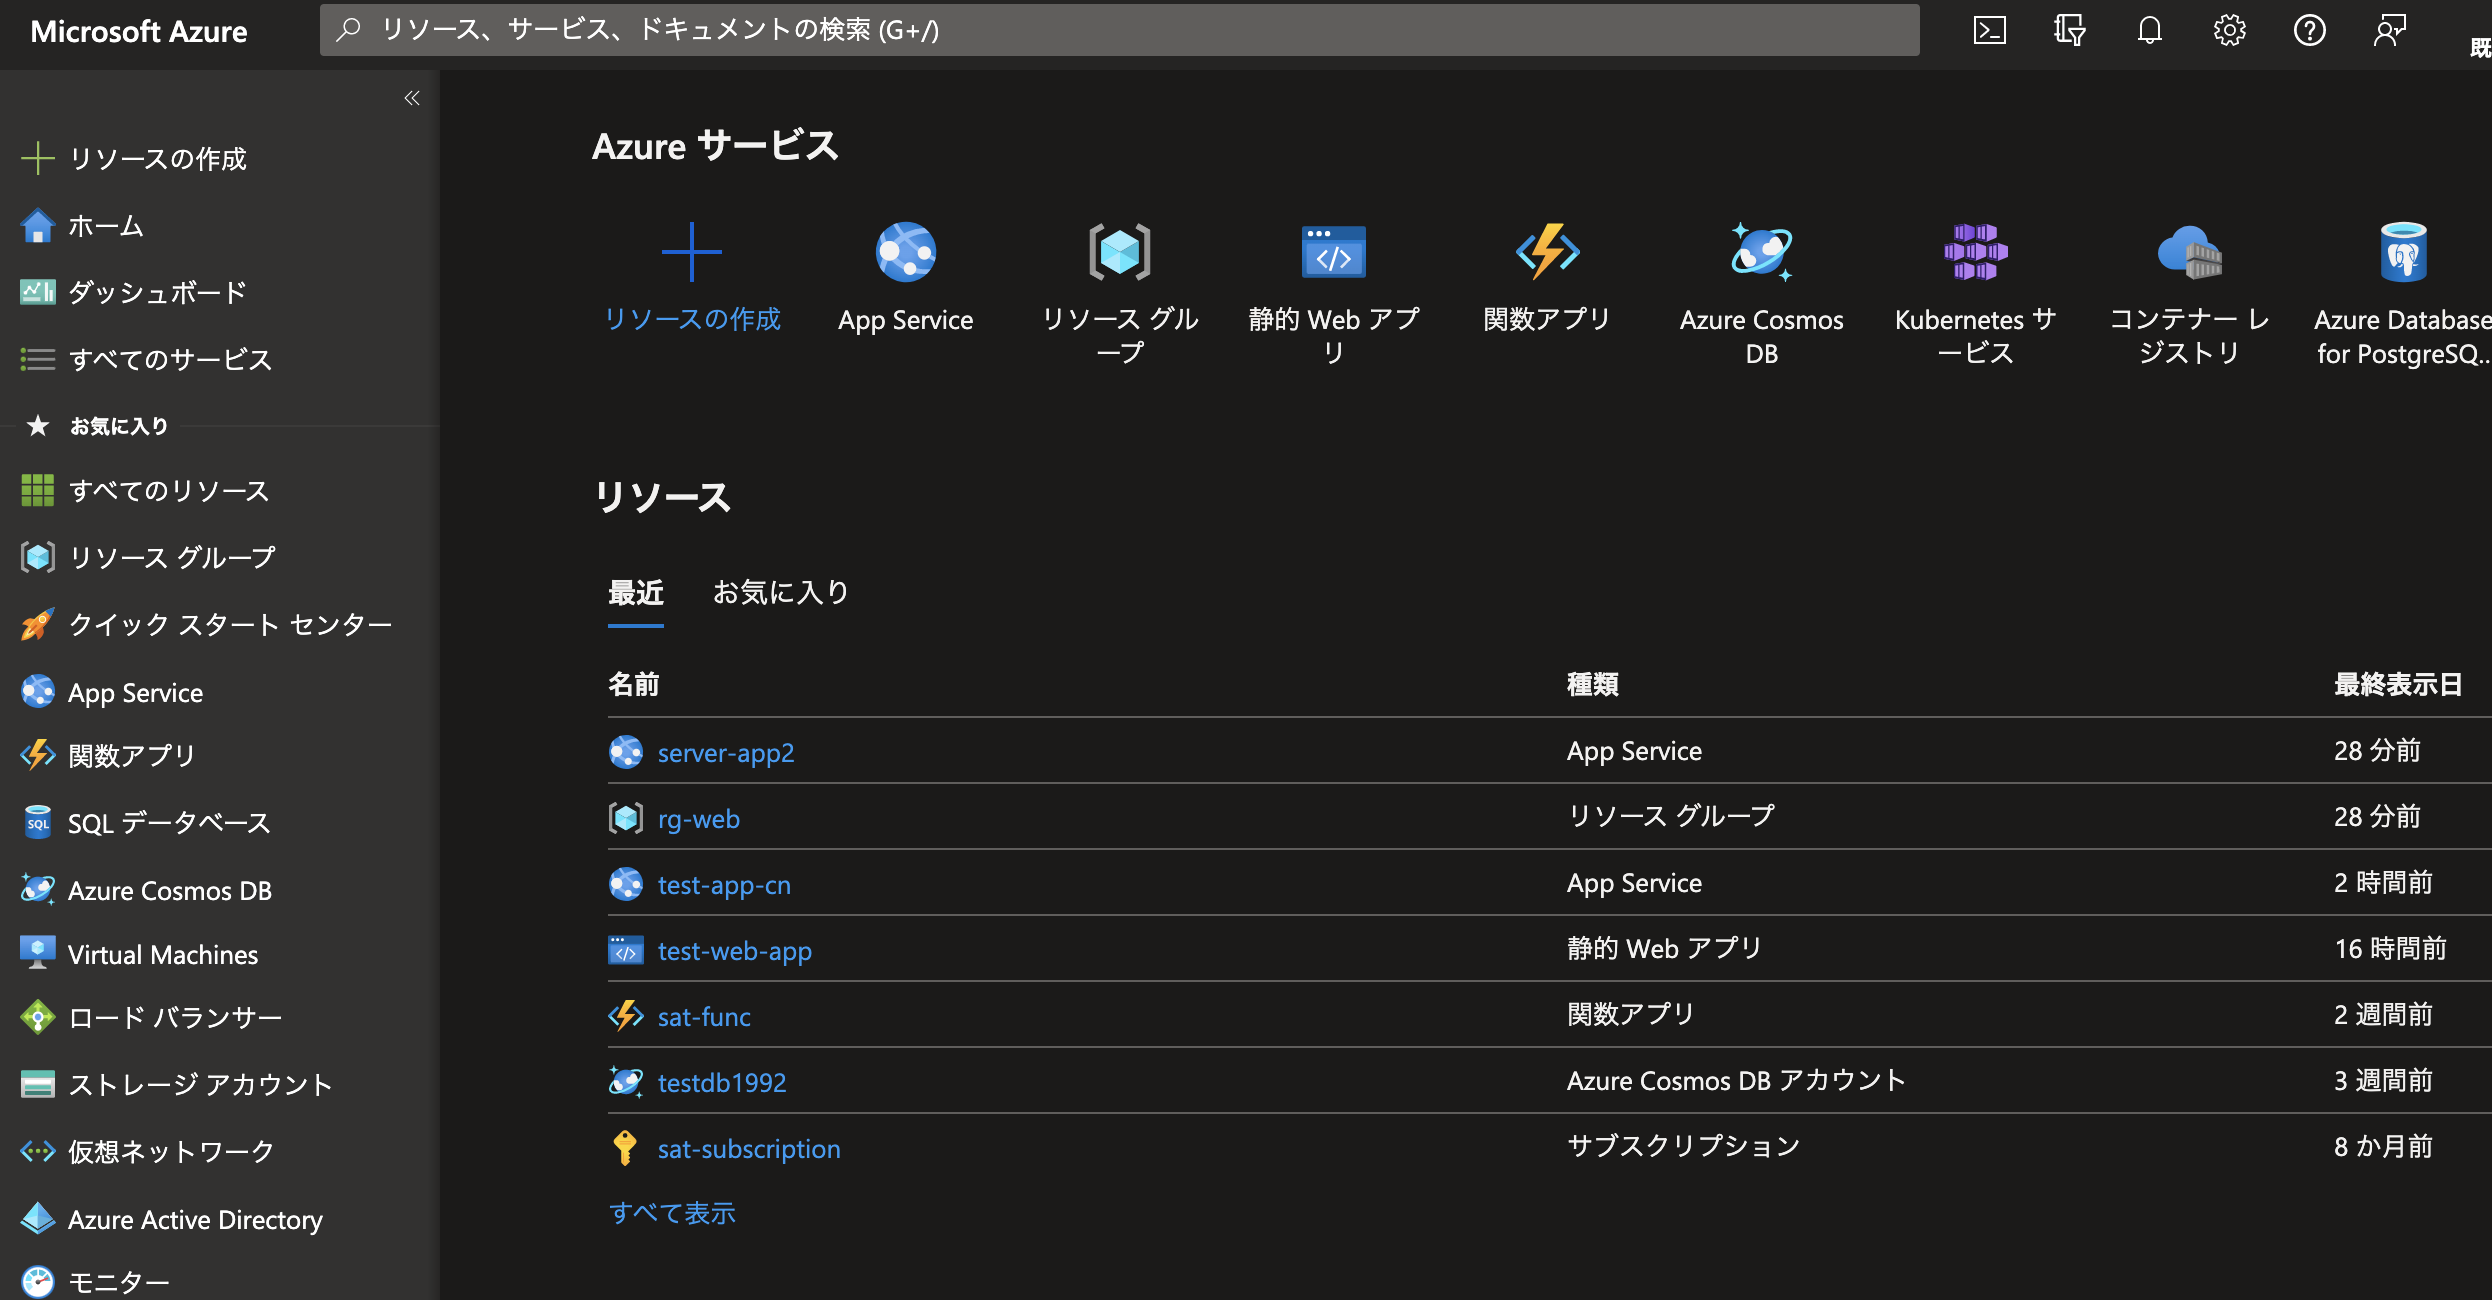 Microsoft Azure
リソース、サービス、ドキュメントの検索 (G+/)
既
リソースの作成
ホーム
ダッシュボード
すべてのサービス
お気に入り
すべてのリソース
リソース グループ
クイック スタート センター
App Service
関数アプリ
SQL データベース
Azure Cosmos DB
Virtual Machines
ロード バランサー
ストレージ アカウント
仮想ネットワーク
Azure Active Directory
モニター
Azure サービス
リソースの作成
App Service
リソース グル
ープ
静的 Web アプ
リ
関数アプリ
Azure Cosmos
DB
Kubernetes サ
ービス
コンテナー レ
ジストリ
Azure Database
for PostgreSQ...
リソース
最近 お気に入り
名前 種類 最終表示日
server-app2 App Service 28 分前
rg-web リソース グループ 28 分前
test-app-cn App Service 2 時間前
test-web-app 静的 Web アプリ 16 時間前
sat-func 関数アプリ 2 週間前
testdb1992 Azure Cosmos DB アカウント 3 週間前
sat-subscription サブスクリプション 8 か月前
すべて表示